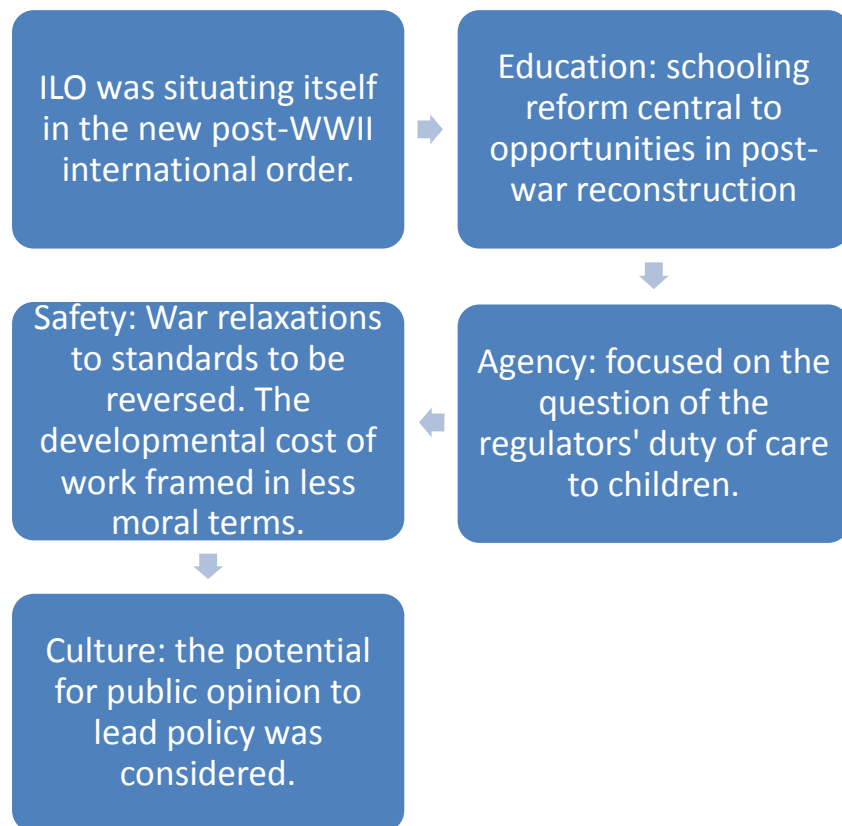 ILO was situating itself
in the new post-WWII
international order.
Education: schooling
reform central to
opportunities in post-
war reconstruction
Agency: focused on the
question of the
regulators' duty of care
to children.
Safety: War relaxations
to standards to be
reversed. The
developmental cost of
work framed in less
moral terms.
Culture: the potential
for public opinion to
lead policy was
considered.